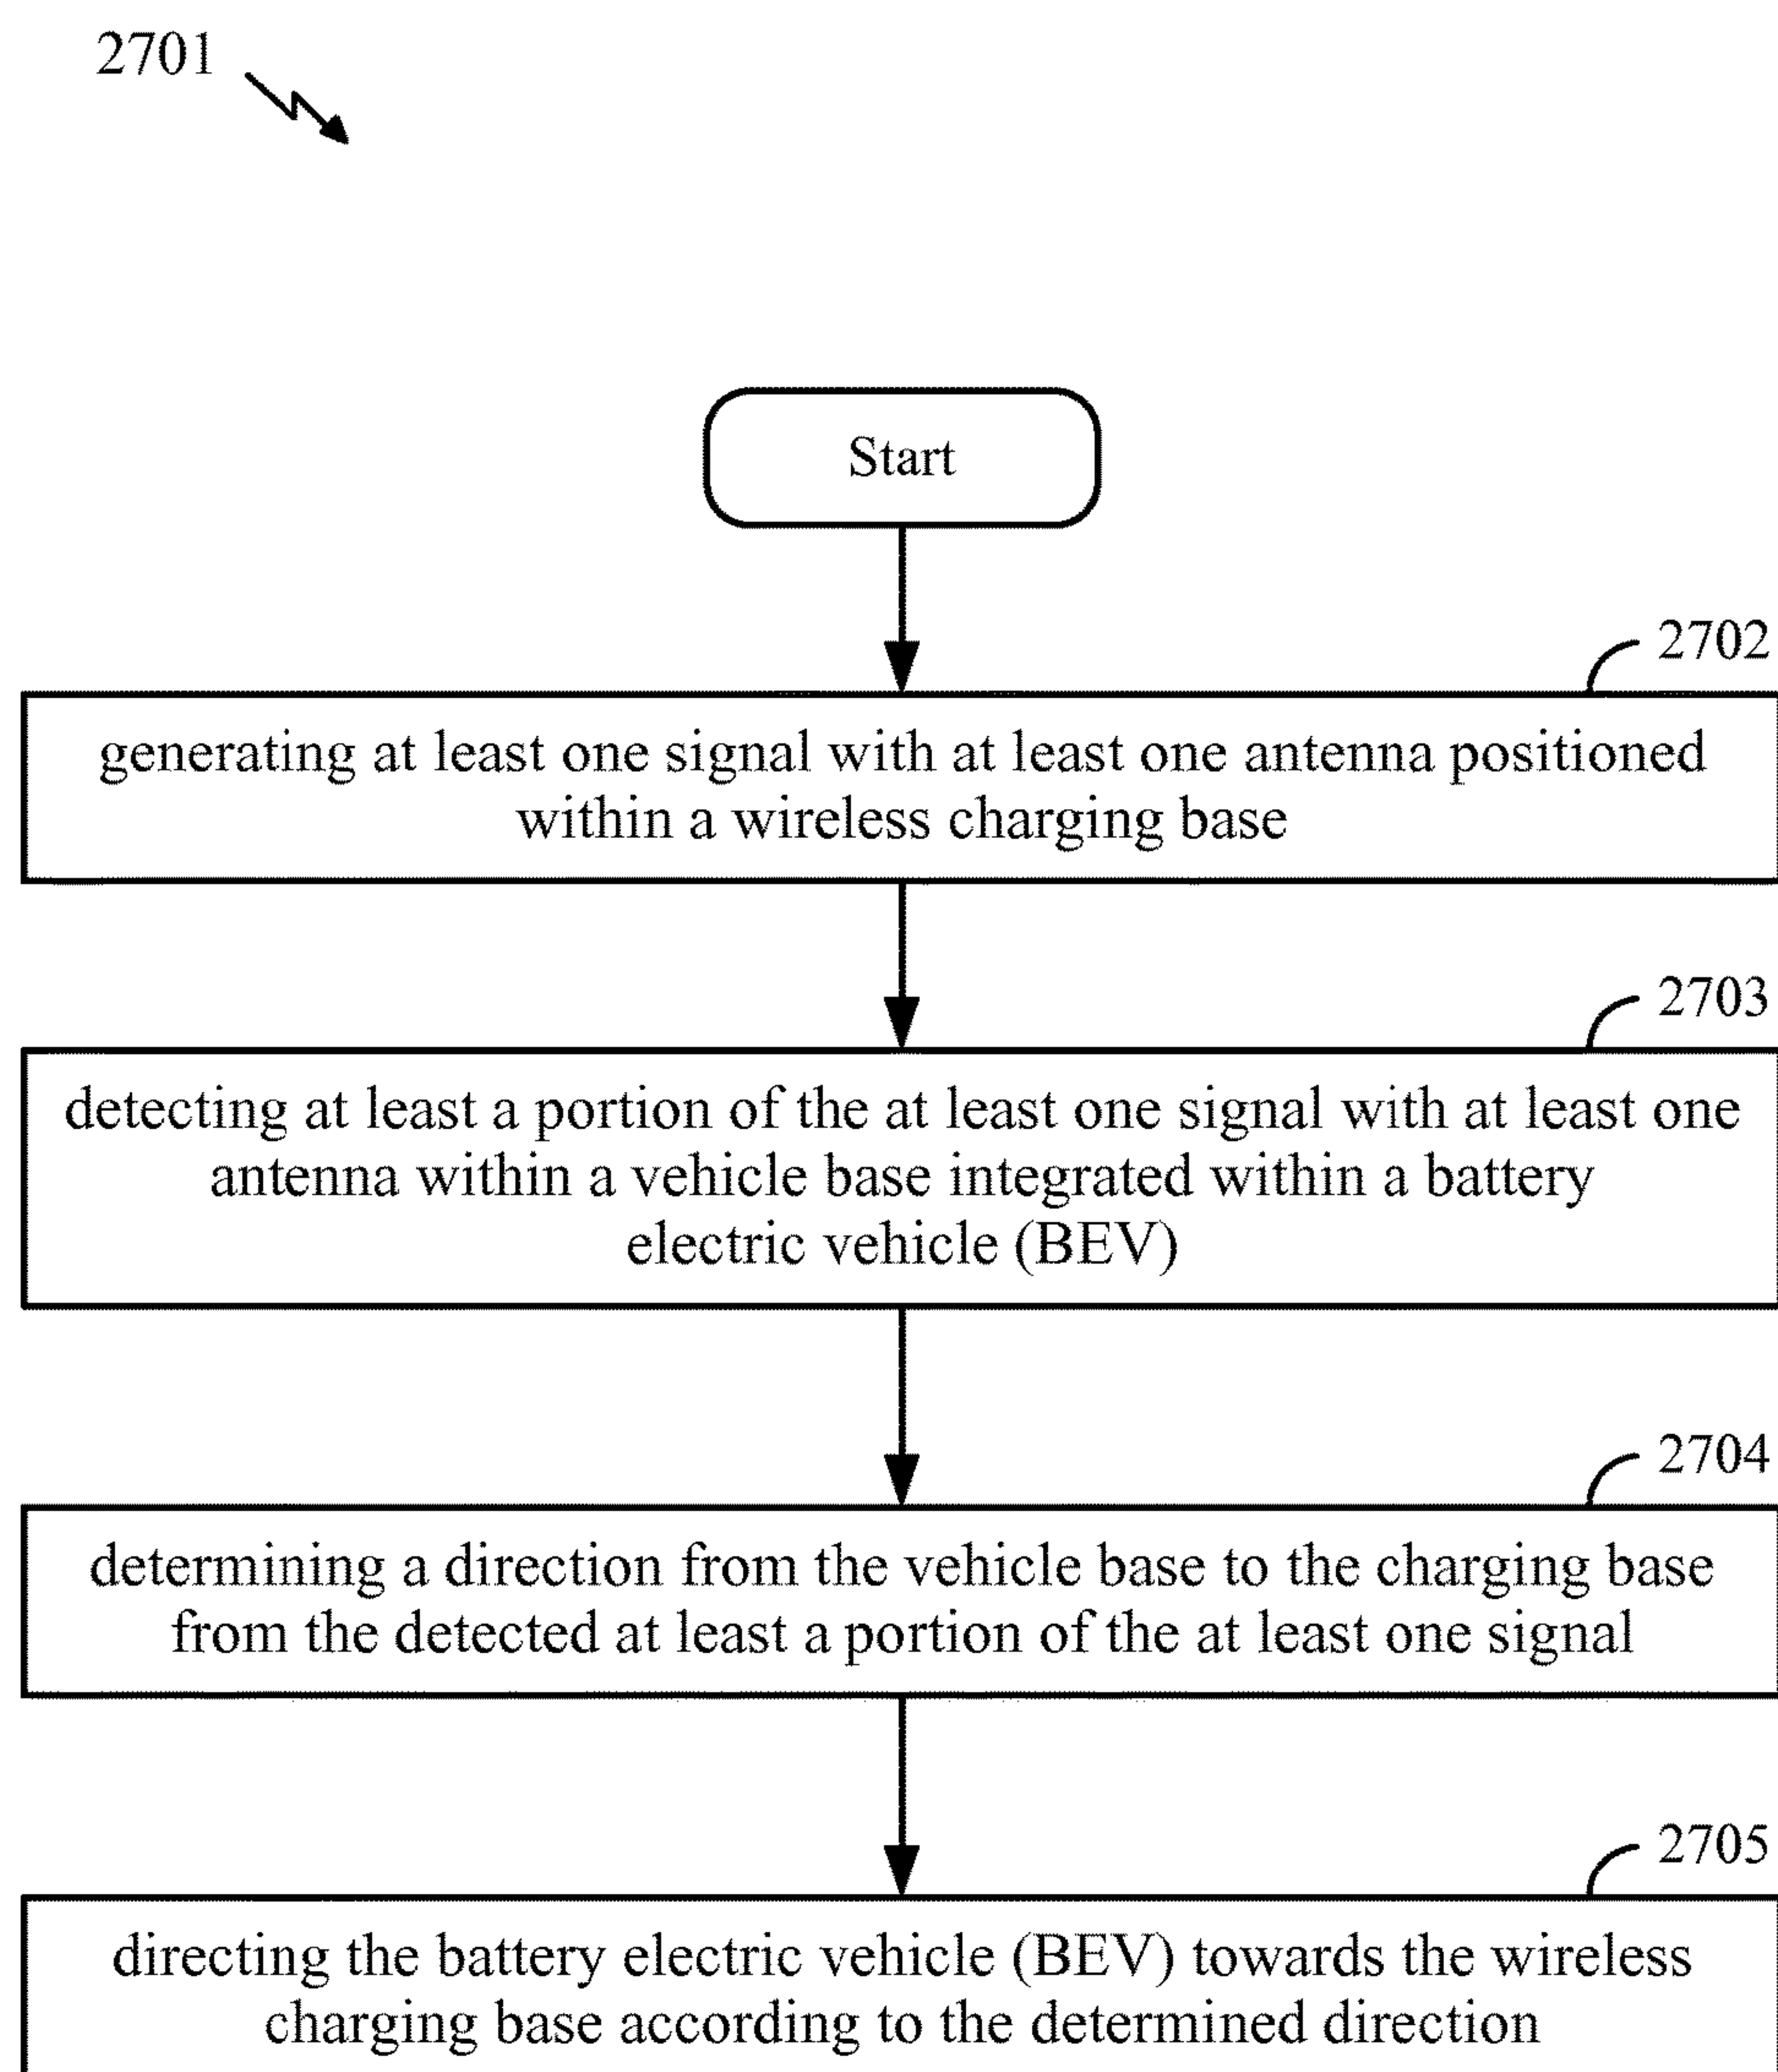 2701
Start
2702
generating at least one signal with at least one antenna positioned
within a wireless charging base
2703
detecting at least a portion of the at least one signal with at least one
antenna within a vehicle base integrated within a battery
electric vehicle (BEV)
2704
determining a direction from the vehicle base to the charging base
from the detected at least a portion of the at least one signal
2705
directing the battery electric vehicle (BEV) towards the wireless
charging base according to the determined direction